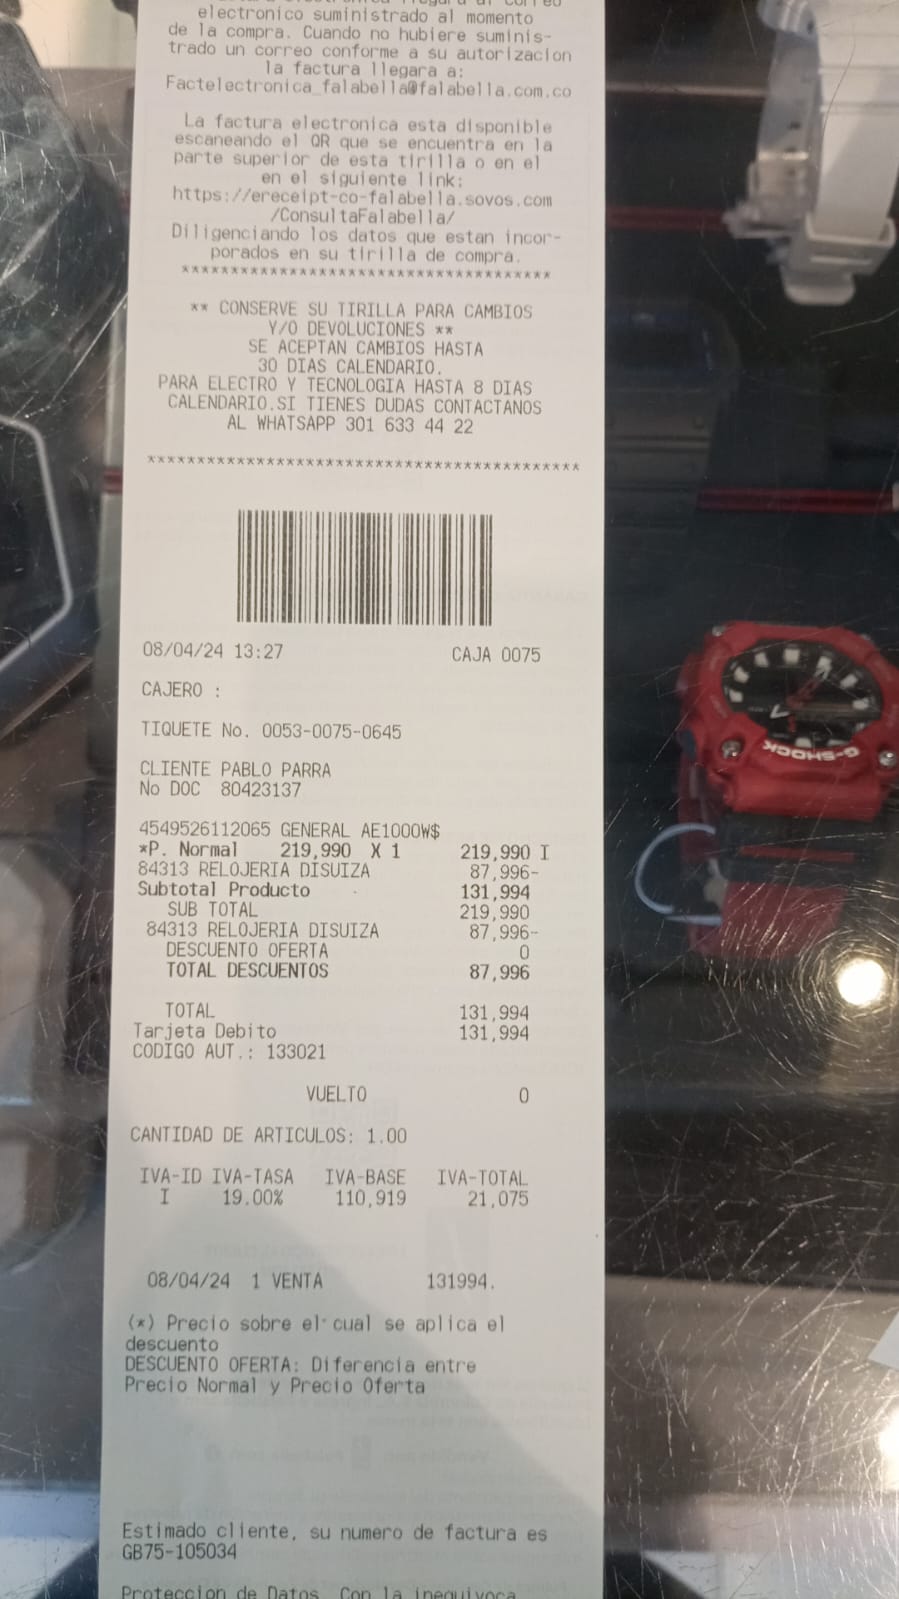 electronico suministrado al momento
de la compra. Cuando no hubiere suminis-
trado un correo conforme a su autorizacion
la factura llegara a:
Factelectronica_falabella@falabella.com.co
La factura electronica esta disponible
escaneando el QR que se encuentra en la
parte superior de esta tirilla o en el
en el siguiente link:
https://ereceipt-co-falabella.sovos.com
/ConsultaFalabella/
Diligenciando los datos que estan incor-
porados en su tirilla de compra.
*************************************
** CONSERVE SU TIRILLA PARA CAMBIOS
Y/O DEVOLUCIONES **
SE ACEPTAN CAMBIOS HASTA
30 DIAS CALENDARIO.
PARA ELECTRO Y TECNOLOGIA HASTA 8 DIAS
CALENDARIO.SI TIENES DUDAS CONTACTANOS
AL WHATSAPP 301 633 44 22
*******************************************
08/04/24 13:27 CAJA 0075
CAJERO :
TIQUETE No. 0053-0075-0645
CLIENTE PABLO PARRA
No DOC 80423137
4549526112065 GENERAL AE1000W$
*P. Normal 219,990 X 1 219,990 I
84313 RELOJERIA DISUIZA 87,996-
Subtotal Producto 131,994
SUB TOTAL 219,990
84313 RELOJERIA DISUIZA 87,996-
DESCUENTO OFERTA 0
TOTAL DESCUENTOS 87,996
TOTAL 131,994
Tarjeta Debito 131,994
CODIGO AUT.: 133021
VUELTO 0
CANTIDAD DE ARTICULOS: 1.00
IVA-ID IVA-TASA IVA-BASE IVA-TOTAL
I 19.00% 110,919 21,075
08/04/24 1 VENTA 131994.
(*) Precio sobre el cual se aplica el
descuento
DESCUENTO OFERTA: Diferencia entre
Precio Normal y Precio Oferta
Estimado cliente, su numero de factura es
GB75-105034
Proteccion de Datos. Con la inequivoca
G-SHOCK